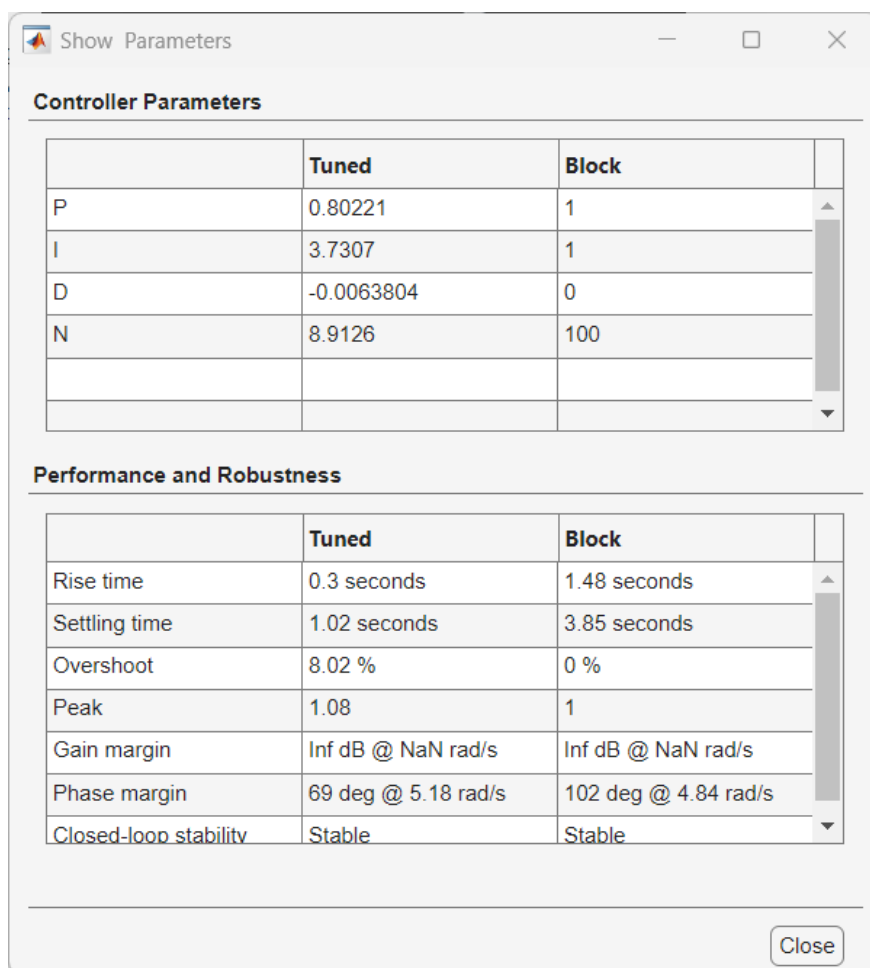 Show Parameters
Controller Parameters
Tuned Block
P 0.80221 1
I 3.7307 1
D -0.0063804 0
N 8.9126 100
Performance and Robustness
Tuned Block
Rise time 0.3 seconds 1.48 seconds
Settling time 1.02 seconds 3.85 seconds
Overshoot 8.02 % 0 %
Peak 1.08 1
Gain margin Inf dB @ NaN rad/s Inf dB @ NaN rad/s
Phase margin 69 deg @ 5.18 rad/s 102 deg @ 4.84 rad/s
Closed-loop stability Stable Stable
Close